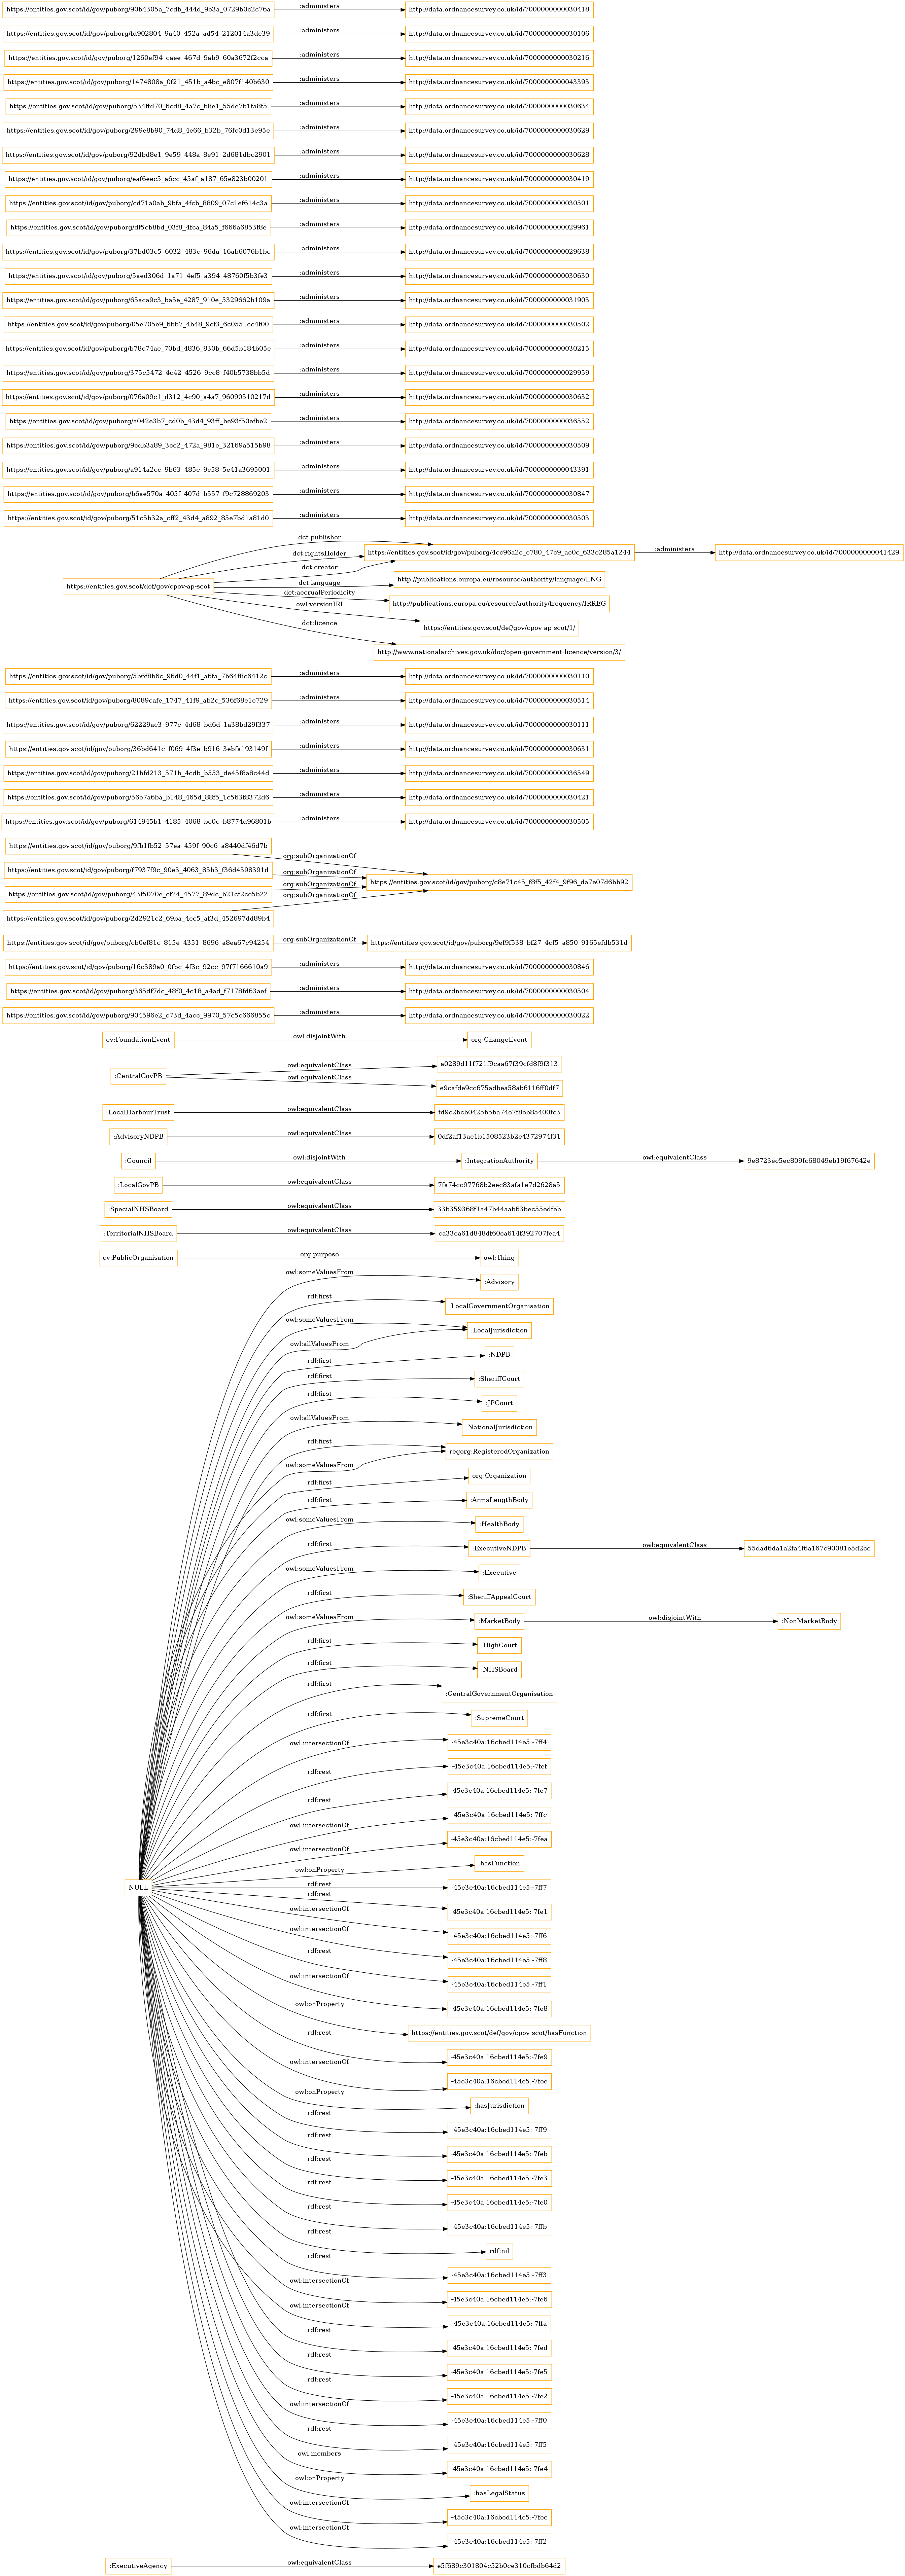 https://entities.gov.scot/id/gov/puborg/90b4305a_7cdb_444d_9e3a_0729b0c2c76a :administers http://data.ordnancesurvey.co.uk/id/7000000000030418
https://entities.gov.scot/id/gov/puborg/fd902804_9a40_452a_ad54_212014a3de39 :administers http://data.ordnancesurvey.co.uk/id/7000000000030106
https://entities.gov.scot/id/gov/puborg/1260ef94_caee_467d_9ab9_60a3672f2cca :administers http://data.ordnancesurvey.co.uk/id/7000000000030216
https://entities.gov.scot/id/gov/puborg/1474808a_0f21_451b_a4bc_e807f140b630 :administers http://data.ordnancesurvey.co.uk/id/7000000000043393
https://entities.gov.scot/id/gov/puborg/534ffd70_6cd8_4a7c_b8e1_55de7b1fa8f5 :administers http://data.ordnancesurvey.co.uk/id/7000000000030634
https://entities.gov.scot/id/gov/puborg/299e8b90_74d8_4e66_b32b_76fc0d13e95c :administers http://data.ordnancesurvey.co.uk/id/7000000000030629
https://entities.gov.scot/id/gov/puborg/92dbd8e1_9e59_448a_8e91_2d681dbc2901 :administers http://data.ordnancesurvey.co.uk/id/7000000000030628
https://entities.gov.scot/id/gov/puborg/eaf6eec5_a6cc_45af_a187_65e823b00201 :administers http://data.ordnancesurvey.co.uk/id/7000000000030419
https://entities.gov.scot/id/gov/puborg/cd71a0ab_9bfa_4fcb_8809_07c1ef614c3a :administers http://data.ordnancesurvey.co.uk/id/7000000000030501
https://entities.gov.scot/id/gov/puborg/df5cb8bd_03f8_4fca_84a5_f666a6853f8e :administers http://data.ordnancesurvey.co.uk/id/7000000000029961
https://entities.gov.scot/id/gov/puborg/37bd03c5_6032_483c_96da_16ab6076b1bc :administers http://data.ordnancesurvey.co.uk/id/7000000000029638
https://entities.gov.scot/id/gov/puborg/5aed306d_1a71_4ef5_a394_48760f5b3fe3 :administers http://data.ordnancesurvey.co.uk/id/7000000000030630
https://entities.gov.scot/id/gov/puborg/65aca9c3_ba5e_4287_910e_5329662b109a :administers http://data.ordnancesurvey.co.uk/id/7000000000031903
https://entities.gov.scot/id/gov/puborg/05e705e9_6bb7_4b48_9cf3_6c0551cc4f00 :administers http://data.ordnancesurvey.co.uk/id/7000000000030502
https://entities.gov.scot/id/gov/puborg/b78c74ac_70bd_4836_830b_66d5b184b05e :administers http://data.ordnancesurvey.co.uk/id/7000000000030215
https://entities.gov.scot/id/gov/puborg/375c5472_4c42_4526_9cc8_f40b5738bb5d :administers http://data.ordnancesurvey.co.uk/id/7000000000029959
https://entities.gov.scot/id/gov/puborg/076a09c1_d312_4c90_a4a7_96090510217d :administers http://data.ordnancesurvey.co.uk/id/7000000000030632
https://entities.gov.scot/id/gov/puborg/a042e3b7_cd0b_43d4_93ff_be93f50efbe2 :administers http://data.ordnancesurvey.co.uk/id/7000000000036552
https://entities.gov.scot/id/gov/puborg/9cdb3a89_3cc2_472a_981e_32169a515b98 :administers http://data.ordnancesurvey.co.uk/id/7000000000030509
https://entities.gov.scot/id/gov/puborg/a914a2cc_9b63_485c_9e58_5e41a3695001 :administers http://data.ordnancesurvey.co.uk/id/7000000000043391
https://entities.gov.scot/id/gov/puborg/b6ae570a_405f_407d_b557_f9c728869203 :administers http://data.ordnancesurvey.co.uk/id/7000000000030847
https://entities.gov.scot/id/gov/puborg/51c5b32a_cff2_43d4_a892_85e7bd1a81d0 :administers http://data.ordnancesurvey.co.uk/id/7000000000030503
dct:publisher
dct:rightsHolder https://entities.gov.scot/id/gov/puborg/4cc96a2c_e780_47c9_ac0c_633e285a1244 :administers http://data.ordnancesurvey.co.uk/id/7000000000041429
dct:creator
https://entities.gov.scot/def/gov/cpov-ap-scot dct:language http://publications.europa.eu/resource/authority/language/ENG
dct:accrualPeriodicity http://publications.europa.eu/resource/authority/frequency/IRREG
owl:versionIRI https://entities.gov.scot/def/gov/cpov-ap-scot/1/
dct:licence http://www.nationalarchives.gov.uk/doc/open-government-licence/version/3/
https://entities.gov.scot/id/gov/puborg/5b6f8b6c_96d0_44f1_a6fa_7b64f8c6412c :administers http://data.ordnancesurvey.co.uk/id/7000000000030110
https://entities.gov.scot/id/gov/puborg/8089cafe_1747_41f9_ab2c_536f68e1e729 :administers http://data.ordnancesurvey.co.uk/id/7000000000030514
https://entities.gov.scot/id/gov/puborg/62229ac3_977c_4d68_bd6d_1a38bd29f337 :administers http://data.ordnancesurvey.co.uk/id/7000000000030111
https://entities.gov.scot/id/gov/puborg/36bd641c_f069_4f3e_b916_3ebfa193149f :administers http://data.ordnancesurvey.co.uk/id/7000000000030631
https://entities.gov.scot/id/gov/puborg/21bfd213_571b_4cdb_b553_de45f8a8c44d :administers http://data.ordnancesurvey.co.uk/id/7000000000036549
https://entities.gov.scot/id/gov/puborg/56e7a6ba_b148_465d_88f5_1c563f8372d6 :administers http://data.ordnancesurvey.co.uk/id/7000000000030421
https://entities.gov.scot/id/gov/puborg/614945b1_4185_4068_bc0c_b8774d96801b :administers http://data.ordnancesurvey.co.uk/id/7000000000030505
https://entities.gov.scot/id/gov/puborg/9fb1fb52_57ea_459f_90c6_a8440df46d7b org:subOrganizationOf
https://entities.gov.scot/id/gov/puborg/f7937f9c_90e3_4063_85b3_f36d4398391d org:subOrganizationOf
https://entities.gov.scot/id/gov/puborg/c8e71c45_f8f5_42f4_9f96_da7e07d6bb92
https://entities.gov.scot/id/gov/puborg/43f5070e_cf24_4577_89dc_b21cf2ce5b22 org:subOrganizationOf
https://entities.gov.scot/id/gov/puborg/2d2921c2_69ba_4ec5_af3d_452697dd89b4 org:subOrganizationOf
https://entities.gov.scot/id/gov/puborg/cb0ef81c_815e_4351_8696_a8ea67c94254 org:subOrganizationOf https://entities.gov.scot/id/gov/puborg/9ef9f538_bf27_4cf5_a850_9165efdb531d
https://entities.gov.scot/id/gov/puborg/16c389a0_0fbc_4f3c_92cc_97f7166610a9 :administers http://data.ordnancesurvey.co.uk/id/7000000000030846
https://entities.gov.scot/id/gov/puborg/365df7dc_48f0_4c18_a4ad_f7178fd63aef :administers http://data.ordnancesurvey.co.uk/id/7000000000030504
https://entities.gov.scot/id/gov/puborg/904596e2_c73d_4acc_9970_57c5c666855c :administers http://data.ordnancesurvey.co.uk/id/7000000000030022
cv:FoundationEvent owl:disjointWith org:ChangeEvent
:CentralGovPB owl:equivalentClass a0289d11f721f9caa67f39cfd8f9f313
owl:equivalentClass e9cafde9cc675adbea58ab6116ff0df7
:LocalHarbourTrust owl:equivalentClass fd9c2bcb0425b5ba74e7f8eb85400fc3
:AdvisoryNDPB owl:equivalentClass 0df2af13ae1b1508523b2c4372974f31
:Council owl:disjointWith :IntegrationAuthority owl:equivalentClass 9e8723ec5ec809fc68049eb19f67642e
:LocalGovPB owl:equivalentClass 7fa74cc97768b2eec83afa1e7d2628a5
:SpecialNHSBoard owl:equivalentClass 33b359368f1a47b44aab63bec55edfeb
:TerritorialNHSBoard owl:equivalentClass ca33ea61d848df60ca614f392707fea4
cv:PublicOrganisation org:purpose owl:Thing
owl:someValuesFrom :Advisory
rdf:first :LocalGovernmentOrganisation
owl:someValuesFrom :LocalJurisdiction
owl:allValuesFrom
rdf:first :NDPB
rdf:first :SheriffCourt
rdf:first :JPCourt
owl:allValuesFrom :NationalJurisdiction
rdf:first regorg:RegisteredOrganization
owl:someValuesFrom
rdf:first org:Organization
rdf:first :ArmsLengthBody
owl:someValuesFrom :HealthBody
rdf:first :ExecutiveNDPB owl:equivalentClass 55dad6da1a2fa4f6a167c90081e5d2ce
owl:someValuesFrom :Executive
rdf:first :SheriffAppealCourt
owl:someValuesFrom :MarketBody owl:disjointWith :NonMarketBody
rdf:first :HighCourt
rdf:first :NHSBoard
rdf:first :CentralGovernmentOrganisation
rdf:first :SupremeCourt
owl:intersectionOf -45e3c40a:16cbed114e5:-7ff4
rdf:rest -45e3c40a:16cbed114e5:-7fef
rdf:rest -45e3c40a:16cbed114e5:-7fe7
owl:intersectionOf -45e3c40a:16cbed114e5:-7ffc
owl:intersectionOf -45e3c40a:16cbed114e5:-7fea
owl:onProperty :hasFunction
NULL rdf:rest -45e3c40a:16cbed114e5:-7ff7
rdf:rest -45e3c40a:16cbed114e5:-7fe1
owl:intersectionOf -45e3c40a:16cbed114e5:-7ff6
owl:intersectionOf -45e3c40a:16cbed114e5:-7ff8
rdf:rest -45e3c40a:16cbed114e5:-7ff1
owl:intersectionOf -45e3c40a:16cbed114e5:-7fe8
owl:onProperty https://entities.gov.scot/def/gov/cpov-scot/hasFunction
rdf:rest -45e3c40a:16cbed114e5:-7fe9
owl:intersectionOf -45e3c40a:16cbed114e5:-7fee
owl:onProperty :hasJurisdiction
rdf:rest -45e3c40a:16cbed114e5:-7ff9
rdf:rest -45e3c40a:16cbed114e5:-7feb
rdf:rest -45e3c40a:16cbed114e5:-7fe3
rdf:rest -45e3c40a:16cbed114e5:-7fe0
rdf:rest -45e3c40a:16cbed114e5:-7ffb
rdf:rest rdf:nil
rdf:rest -45e3c40a:16cbed114e5:-7ff3
owl:intersectionOf -45e3c40a:16cbed114e5:-7fe6
owl:intersectionOf -45e3c40a:16cbed114e5:-7ffa
rdf:rest -45e3c40a:16cbed114e5:-7fed
rdf:rest -45e3c40a:16cbed114e5:-7fe5
rdf:rest -45e3c40a:16cbed114e5:-7fe2
owl:intersectionOf -45e3c40a:16cbed114e5:-7ff0
rdf:rest -45e3c40a:16cbed114e5:-7ff5
owl:members -45e3c40a:16cbed114e5:-7fe4
owl:onProperty :hasLegalStatus
owl:intersectionOf -45e3c40a:16cbed114e5:-7fec
owl:intersectionOf -45e3c40a:16cbed114e5:-7ff2
:ExecutiveAgency owl:equivalentClass e5f689c301804c52b0ce310cfbdb64d2